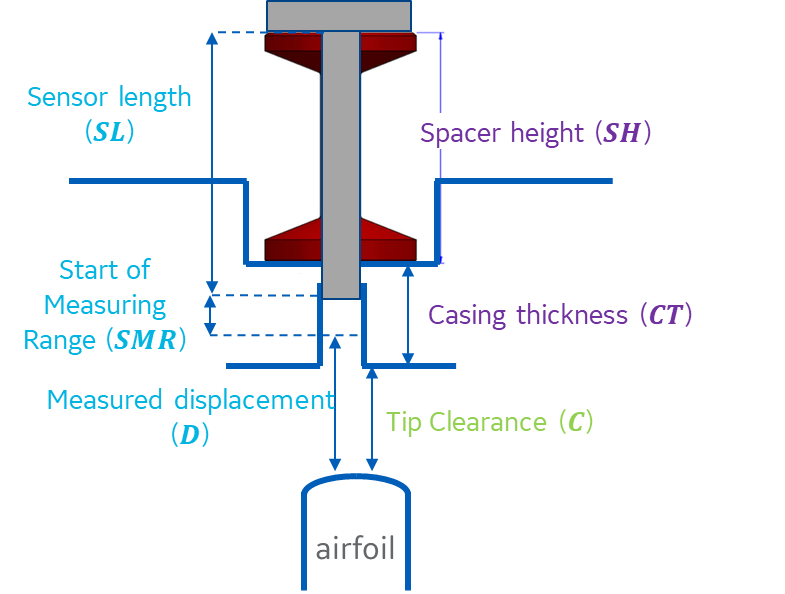 Sensor length
(SL)
Spacer height (SH)
Start of
Measuring
Range (SMR)
Casing thickness (CT)
Measured displacement
(D)
Tip Clearance (C)
airfoil